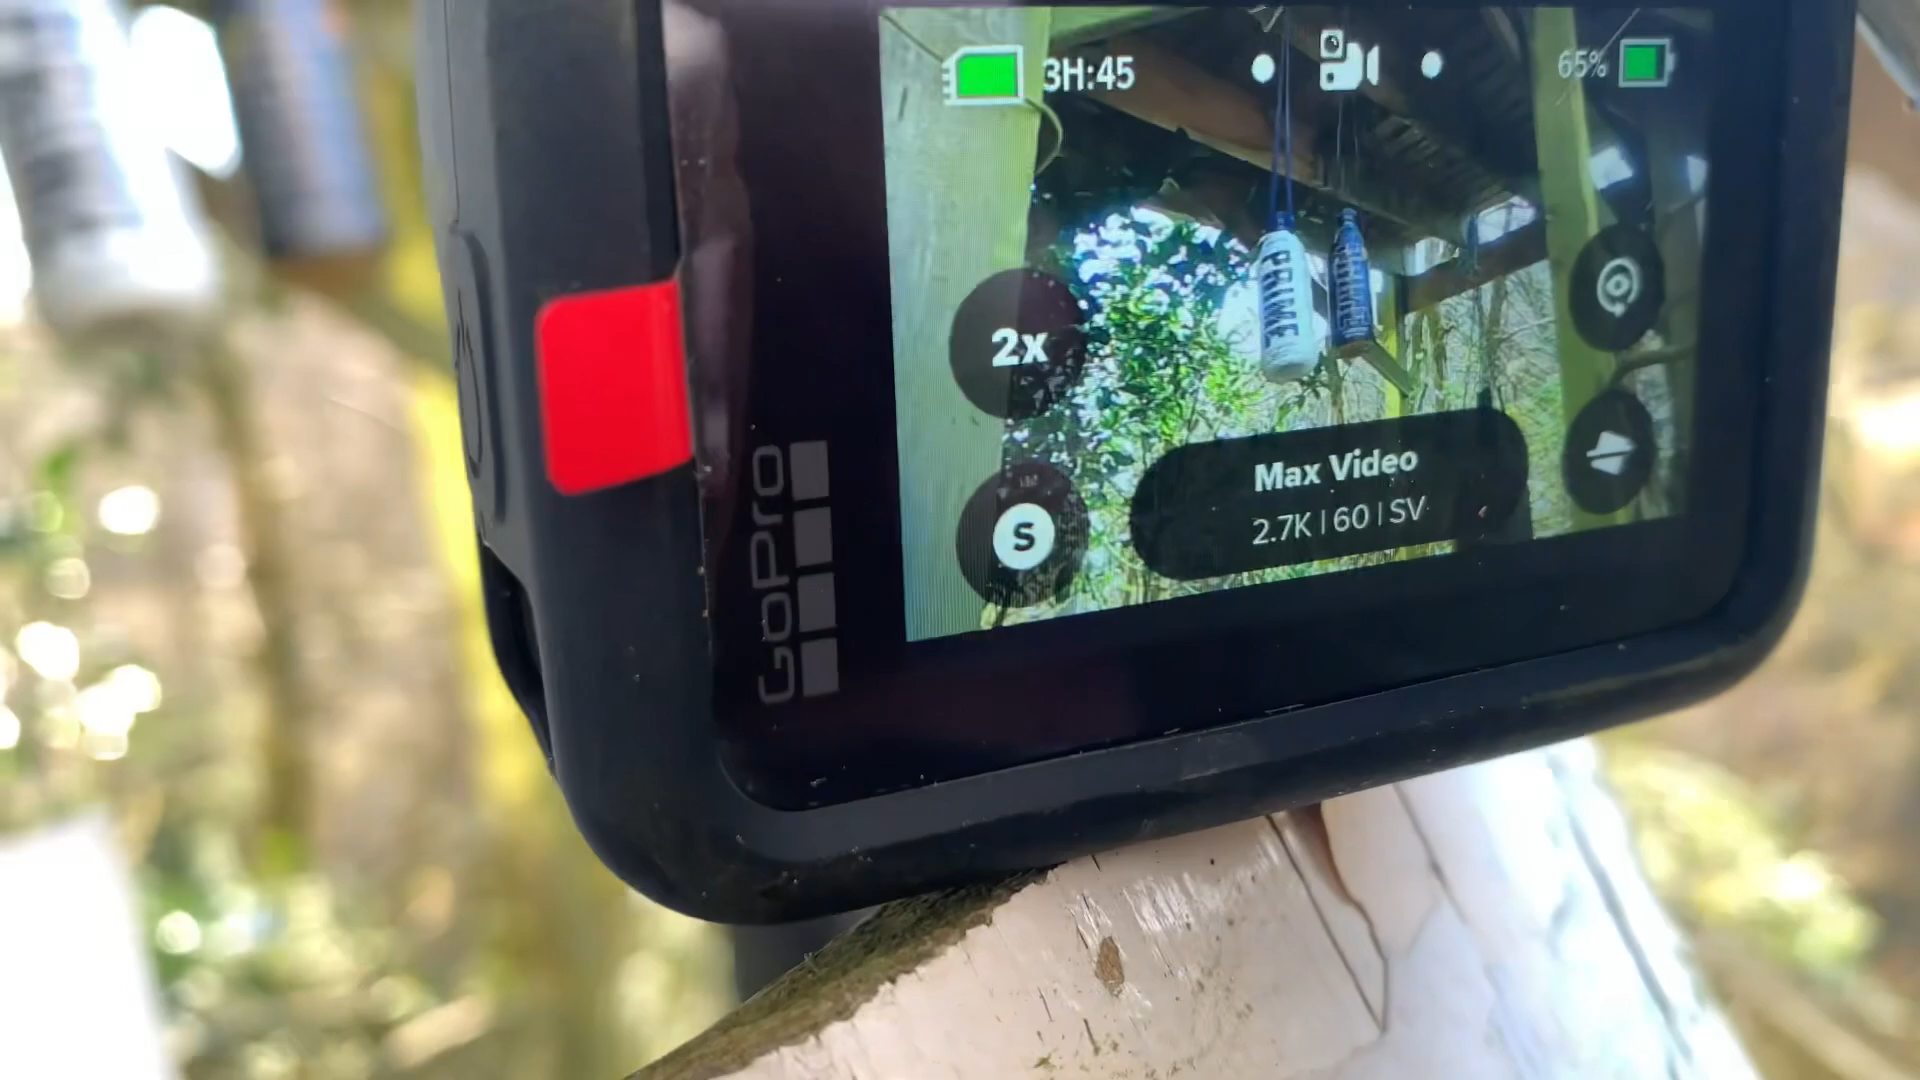 3H:45
65%
PRIME
2x
Max Video
2.7K | 60 | SV
S
GoPro